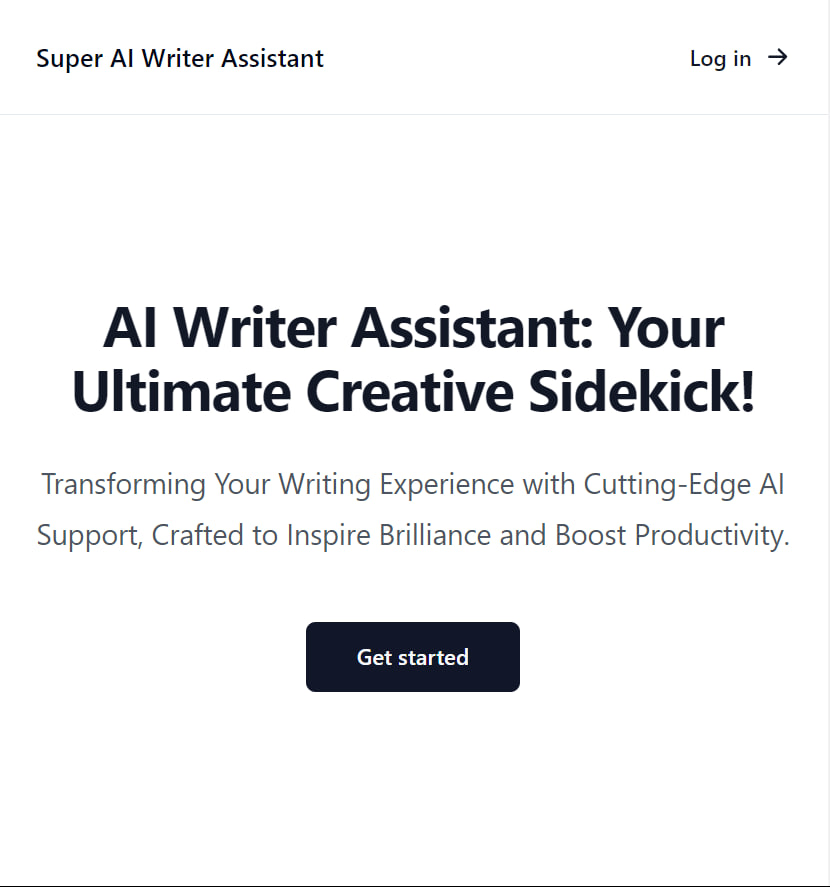 Super AI Writer Assistant
Log in →
AI Writer Assistant: Your
Ultimate Creative Sidekick!
Transforming Your Writing Experience with Cutting-Edge AI
Support, Crafted to Inspire Brilliance and Boost Productivity.
Get started